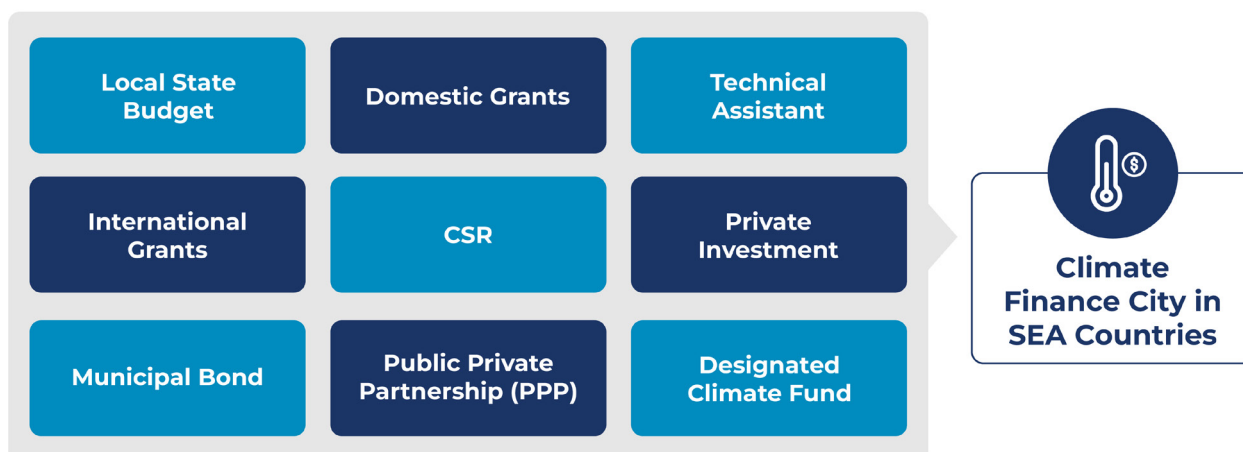 Local State
Budget
Domestic Grants
Technical
Assistant
International
Grants
CSR
Private
Investment
Municipal Bond
Public Private
Partnership (PPP)
Designated
Climate Fund
$
Climate
Finance City in
SEA Countries